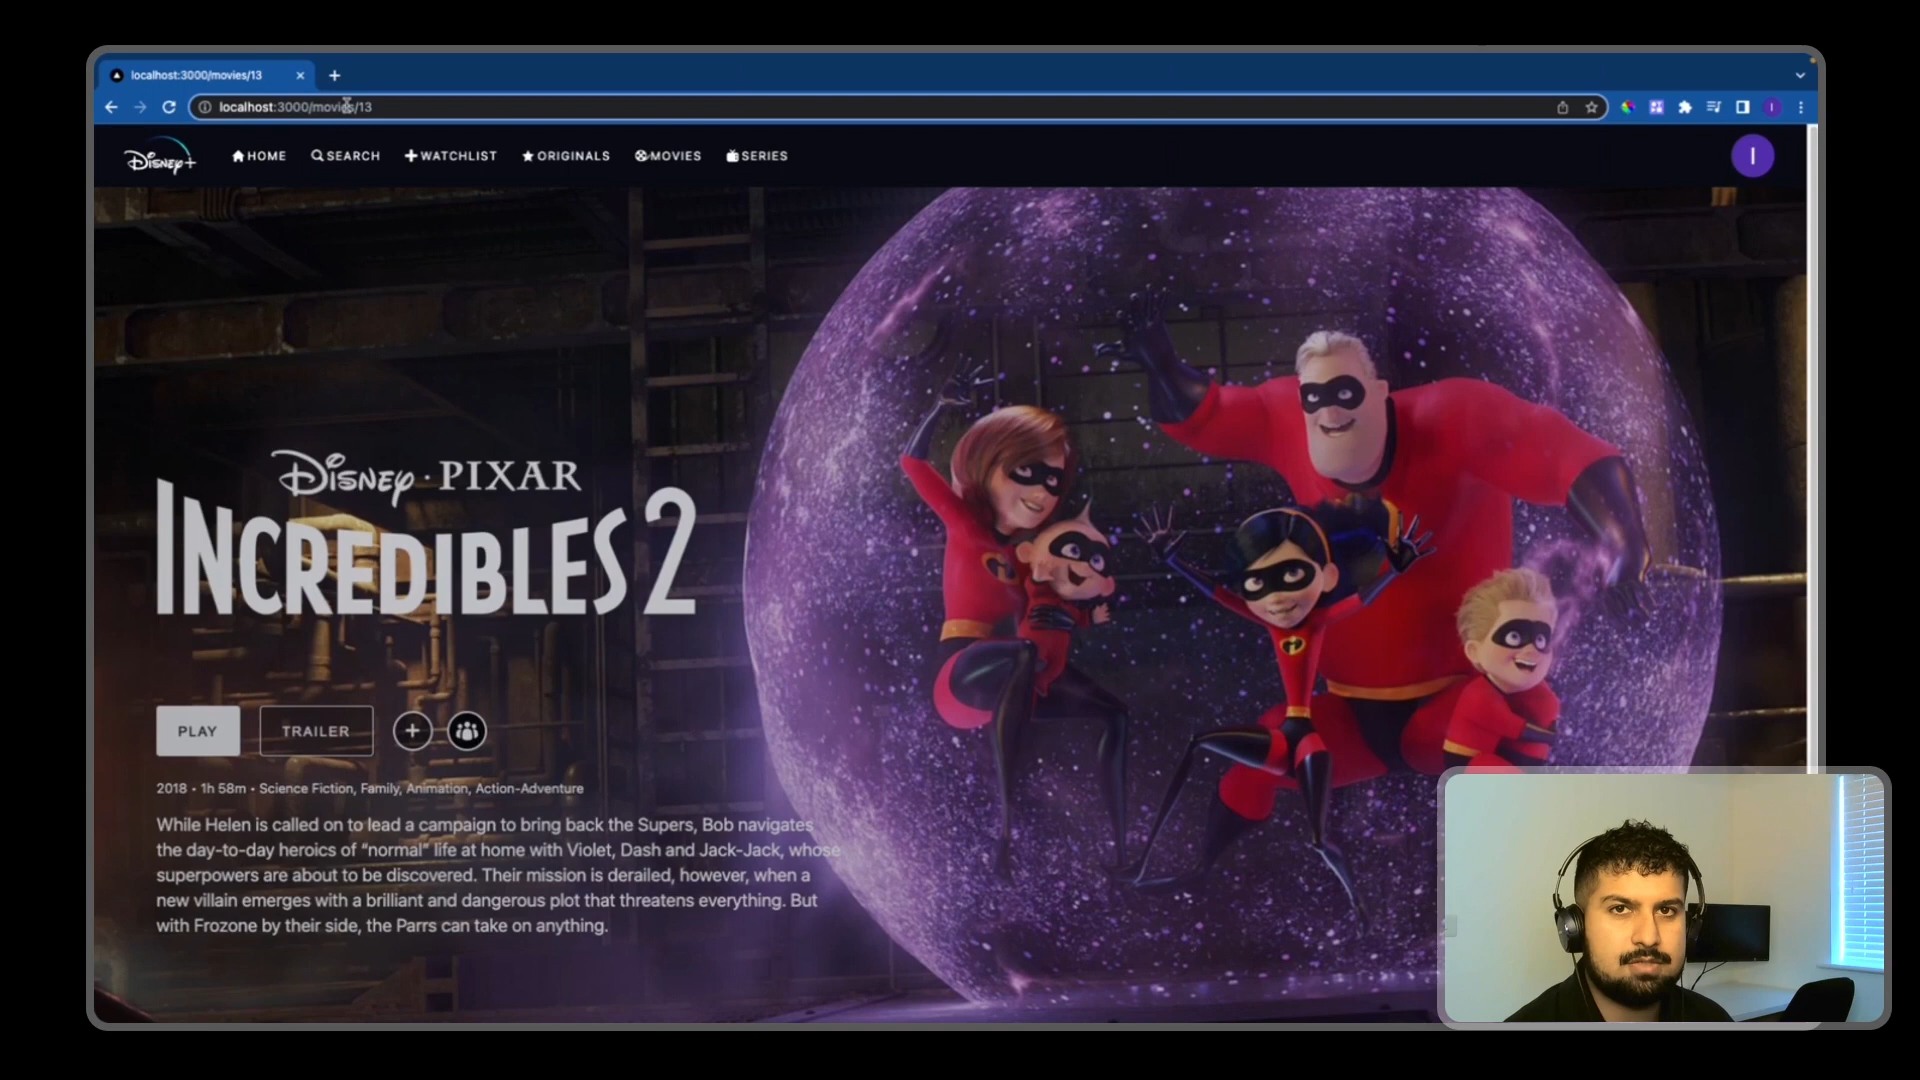 localhost:3000/movies/13
localhost:3000/movies/13
I
Disney+
HOME
SEARCH
WATCHLIST
ORIGINALS
MOVIES
SERIES
I
Disney · PIXAR
INCREDIBLES 2
PLAY
TRAILER
2018 • 1h 58m • Science Fiction, Family, Animation, Action-Adventure
While Helen is called on to lead a campaign to bring back the Supers, Bob navigates
the day-to-day heroics of “normal” life at home with Violet, Dash and Jack-Jack, whose
superpowers are about to be discovered. Their mission is derailed, however, when a
new villain emerges with a brilliant and dangerous plot that threatens everything. But
with Frozone by their side, the Parrs can take on anything.